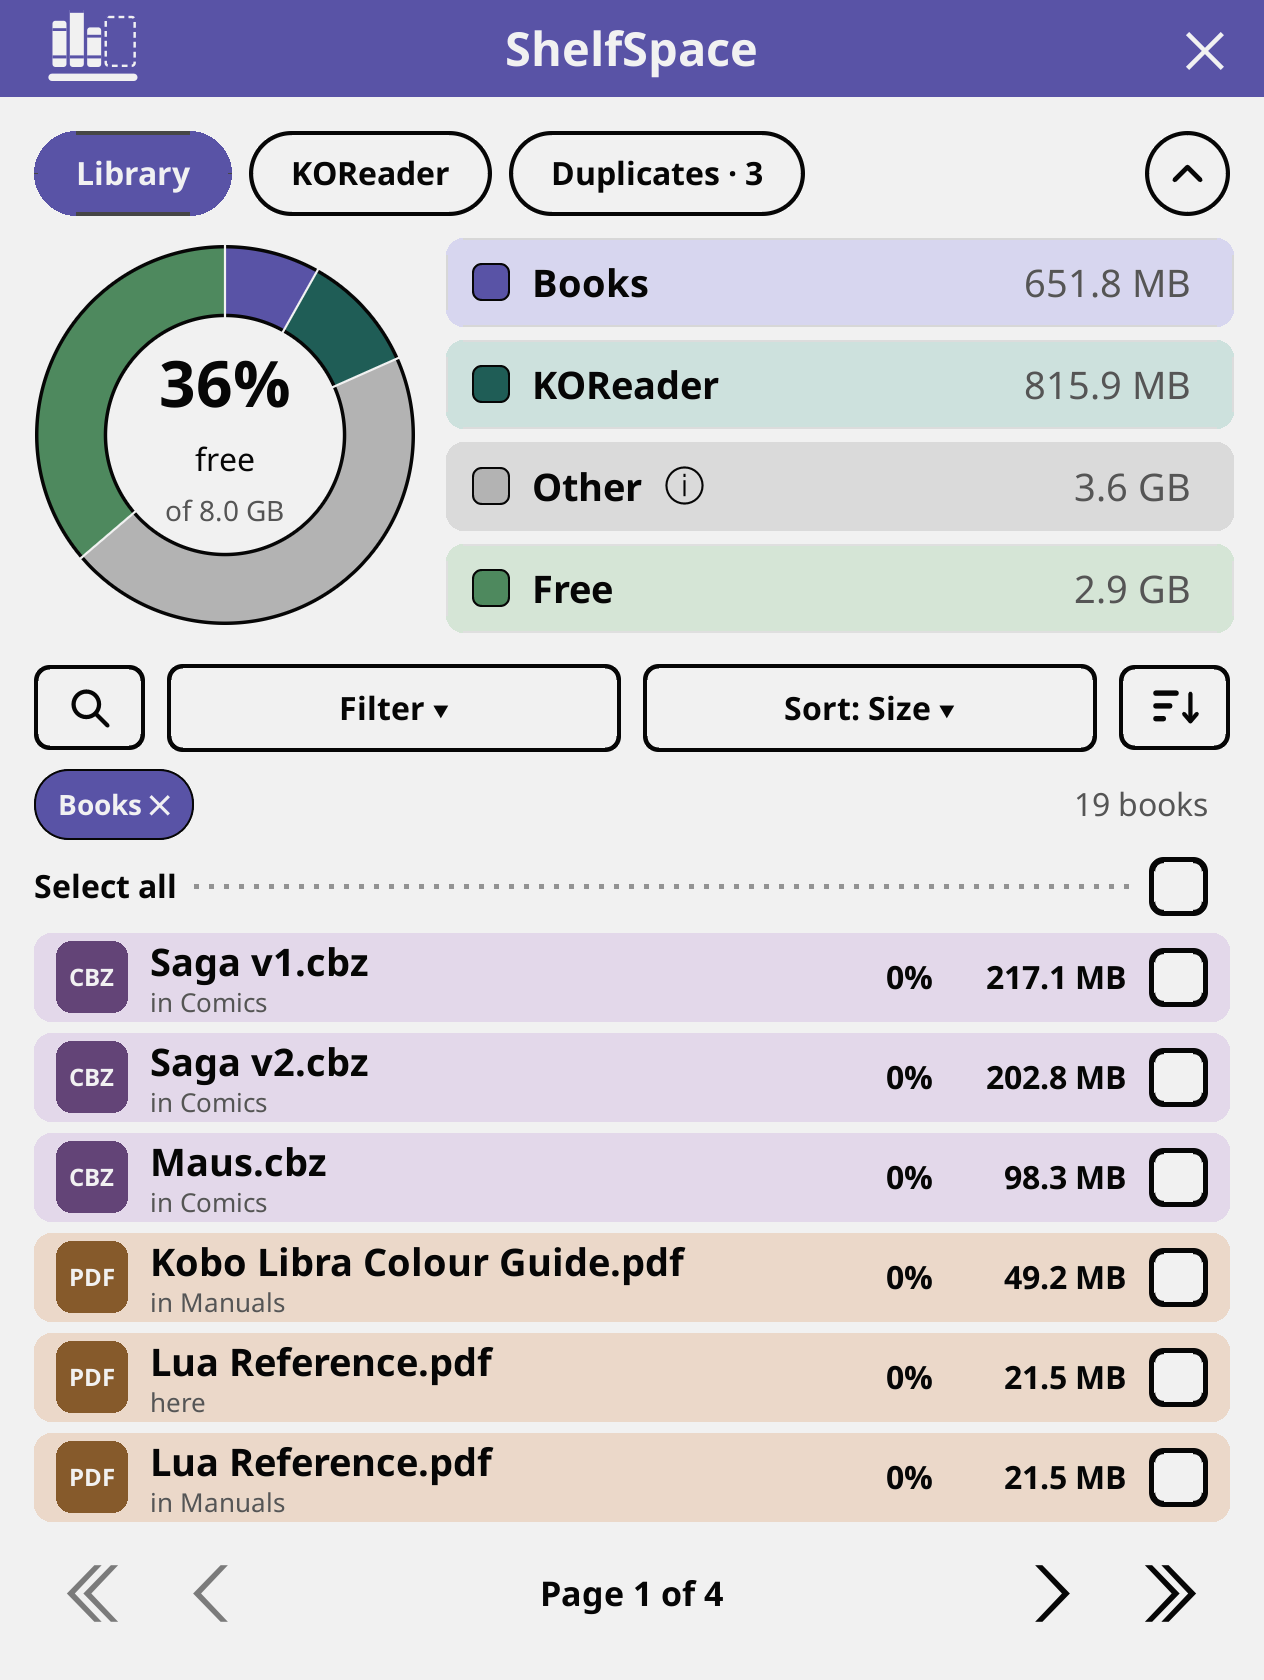 ShelfSpace
Library
KOReader
Duplicates · 3
36%
free
of 8.0 GB
Books 651.8 MB
KOReader 815.9 MB
Other ⓘ 3.6 GB
Free 2.9 GB
Filter ▾
Sort: Size ▾
Books ×
19 books
Select all
CBZ Saga v1.cbz 0% 217.1 MB
in Comics
CBZ Saga v2.cbz 0% 202.8 MB
in Comics
CBZ Maus.cbz 0% 98.3 MB
in Comics
PDF Kobo Libra Colour Guide.pdf 0% 49.2 MB
in Manuals
PDF Lua Reference.pdf 0% 21.5 MB
here
PDF Lua Reference.pdf 0% 21.5 MB
in Manuals
Page 1 of 4